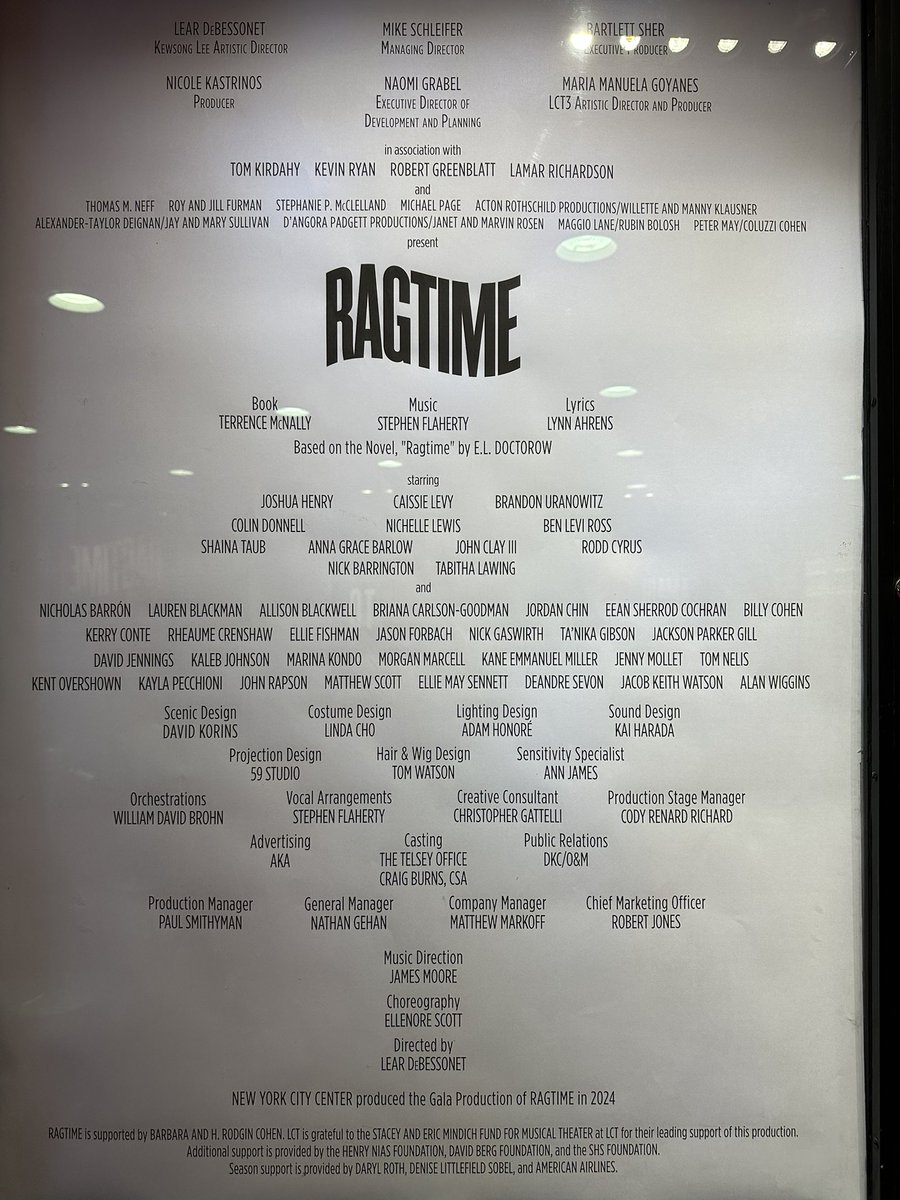 LEAR DeBESSONET MIKE SCHLEIFER BARTLETT SHER
Kewsong Lee Artistic Director Managing Director Executive Producer
NICOLE KASTRINOS NAOMI GRABEL MARIA MANUELA GOYANES
Producer Executive Director of LCT3 Artistic Director and Producer
Development and Planning
in association with
TOM KIRDAHY KEVIN RYAN ROBERT GREENBLATT LAMAR RICHARDSON
and
THOMAS M. NEFF ROY AND JILL FURMAN STEPHANIE P. McCLELLAND MICHAEL PAGE ACTON ROTHSCHILD PRODUCTIONS/WILLETTE AND MANNY KLAUSNER
ALEXANDER-TAYLOR DEIGNAN/JAY AND MARY SULLIVAN D'ANGORA PADGETT PRODUCTIONS/JANET AND MARVIN ROSEN MAGGIO LANE/RUBIN BOLOSH PETER MAY/COLUZZI COHEN
present
RAGTIME
Book Music Lyrics
TERRENCE McNALLY STEPHEN FLAHERTY LYNN AHRENS
Based on the Novel, "Ragtime" by E.L. DOCTOROW
starring
JOSHUA HENRY CAISSIE LEVY BRANDON URANOWITZ
COLIN DONNELL NICHELLE LEWIS BEN LEVI ROSS
SHAINA TAUB ANNA GRACE BARLOW JOHN CLAY III RODD CYRUS
NICK BARRINGTON TABITHA LAWING
and
NICHOLAS BARRÓN LAUREN BLACKMAN ALLISON BLACKWELL BRIANA CARLSON-GOODMAN JORDAN CHIN EEAN SHERROD COCHRAN BILLY COHEN
KERRY CONTE RHEAUME CRENSHAW ELLIE FISHMAN JASON FORBACH NICK GASWIRTH TA'NIKA GIBSON JACKSON PARKER GILL
DAVID JENNINGS KALEB JOHNSON MARINA KONDO MORGAN MARCELL KANE EMMANUEL MILLER JENNY MOLLET TOM NELIS
KENT OVERSHOWN KAYLA PECCHIONI JOHN RAPSON MATTHEW SCOTT ELLIE MAY SENNETT DEANDRE SEVON JACOB KEITH WATSON ALAN WIGGINS
Scenic Design Costume Design Lighting Design Sound Design
DAVID KORINS LINDA CHO ADAM HONORÉ KAI HARADA
Projection Design Hair & Wig Design Sensitivity Specialist
59 STUDIO TOM WATSON ANN JAMES
Orchestrations Vocal Arrangements Creative Consultant Production Stage Manager
WILLIAM DAVID BROHN STEPHEN FLAHERTY CHRISTOPHER GATTELLI CODY RENARD RICHARD
Advertising Casting Public Relations
AKA THE TELSEY OFFICE DKC/O&M
CRAIG BURNS, CSA
Production Manager General Manager Company Manager Chief Marketing Officer
PAUL SMITHYMAN NATHAN GEHAN MATTHEW MARKOFF ROBERT JONES
Music Direction
JAMES MOORE
Choreography
ELLENORE SCOTT
Directed by
LEAR DeBESSONET
NEW YORK CITY CENTER produced the Gala Production of RAGTIME in 2024
RAGTIME is supported by BARBARA AND H. RODGIN COHEN. LCT is grateful to the STACEY AND ERIC MINDICH FUND FOR MUSICAL THEATER at LCT for their leading support of this production.
Additional support is provided by the HENRY NIAS FOUNDATION, DAVID BERG FOUNDATION, and the SHS FOUNDATION.
Season support is provided by DARYL ROTH, DENISE LITTLEFIELD SOBEL, and AMERICAN AIRLINES.